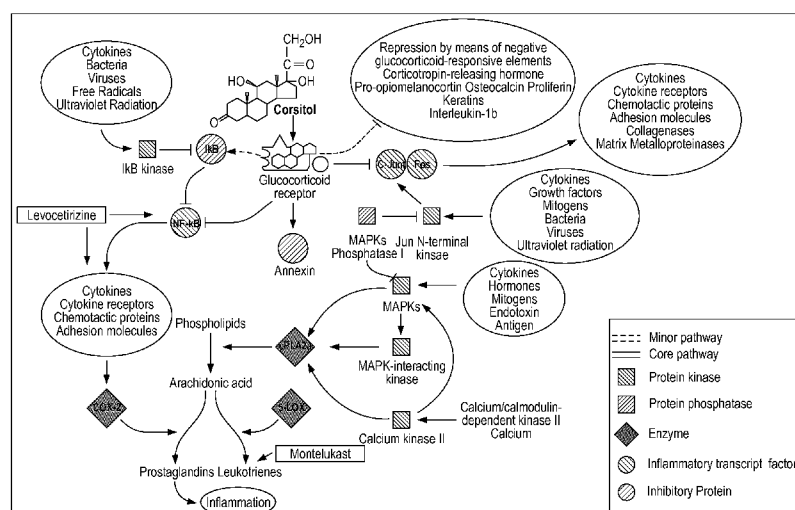 Cytokines
Bacteria
Viruses
Free Radicals
Ultraviolet Radiation
CH2OH
C=O
HO
OH
O
Corsitol
Repression by means of negative
glucocorticoid-responsive elements
Corticotropin-releasing hormone
Pro-opiomelanocortin Osteocalcin Proliferin
Keratins
Interleukin-1b
Cytokines
Cytokine receptors
Chemotactic proteins
Adhesion molecules
Collagenases
Matrix Metalloproteinases
IkB kinase
IkB
Glucocorticoid
receptor
C-Jun
Fos
Levocetirizine
NF-kB
Annexin
MAPKs
Phosphatase I
Jun N-terminal
kinsae
Cytokines
Growth factors
Mitogens
Bacteria
Viruses
Ultraviolet radiation
Cytokines
Cytokine receptors
Chemotactic proteins
Adhesion molecules
Phospholipids
MAPKs
Cytokines
Hormones
Mitogens
Endotoxin
Antigen
cPLA2
MAPK-interacting
kinase
Arachidonic acid
COX-2
5-LOX
Calcium kinase II
Calcium/calmodulin-
dependent kinase II
Calcium
Montelukast
Prostaglandins Leukotrienes
Inflammation
Minor pathway
Core pathway
Protein kinase
Protein phosphatase
Enzyme
Inflammatory transcript factor
Inhibitory Protein